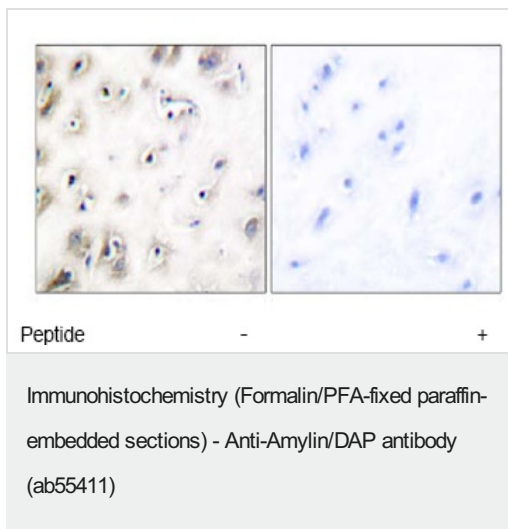 Peptide - +
Immunohistochemistry (Formalin/PFA-fixed paraffin-
embedded sections) - Anti-Amylin/DAP antibody
(ab55411)